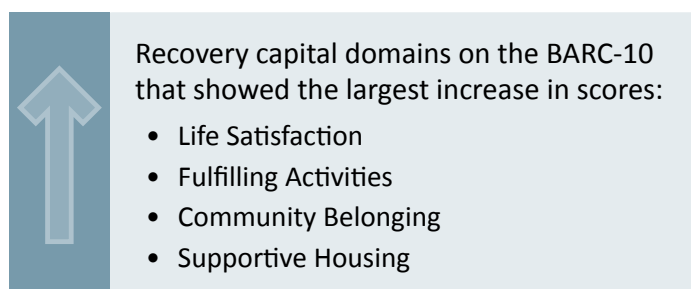 Recovery capital domains on the BARC-10
that showed the largest increase in scores:
• Life Satisfaction
• Fulfilling Activities
• Community Belonging
• Supportive Housing